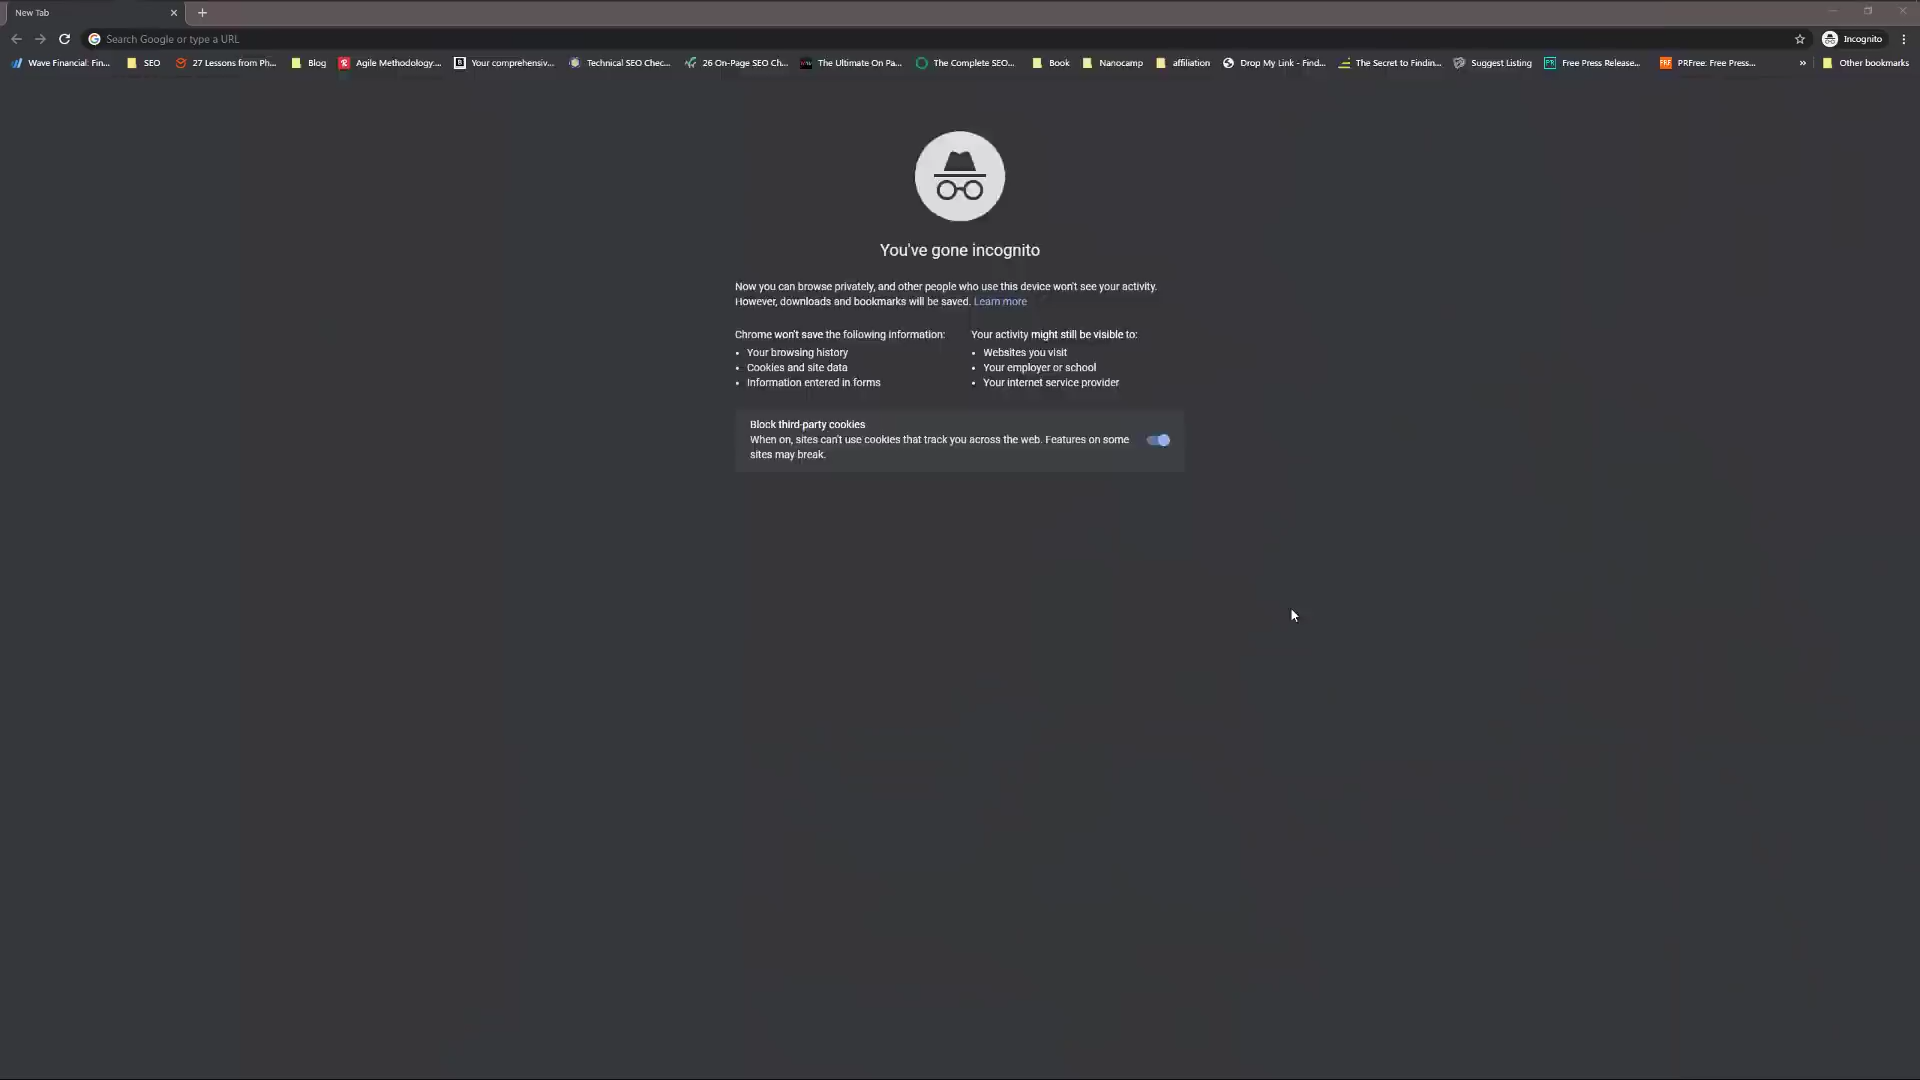 New Tab
Search Google or type a URL
Incognito
Wave Financial: Fin...
SEO
27 Lessons from Ph...
Blog
Agile Methodology:...
Your comprehensiv...
Technical SEO Chec...
26 On-Page SEO Ch...
The Ultimate On Pa...
The Complete SEO...
Book
Nanocamp
affiliation
Drop My Link - Find...
The Secret to Findin...
Suggest Listing
Free Press Release...
PRFree: Free Press...
Other bookmarks
You've gone incognito
Now you can browse privately, and other people who use this device won't see your activity.
However, downloads and bookmarks will be saved. Learn more
Chrome won't save the following information:
• Your browsing history
• Cookies and site data
• Information entered in forms
Your activity might still be visible to:
• Websites you visit
• Your employer or school
• Your internet service provider
Block third-party cookies
When on, sites can't use cookies that track you across the web. Features on some
sites may break.